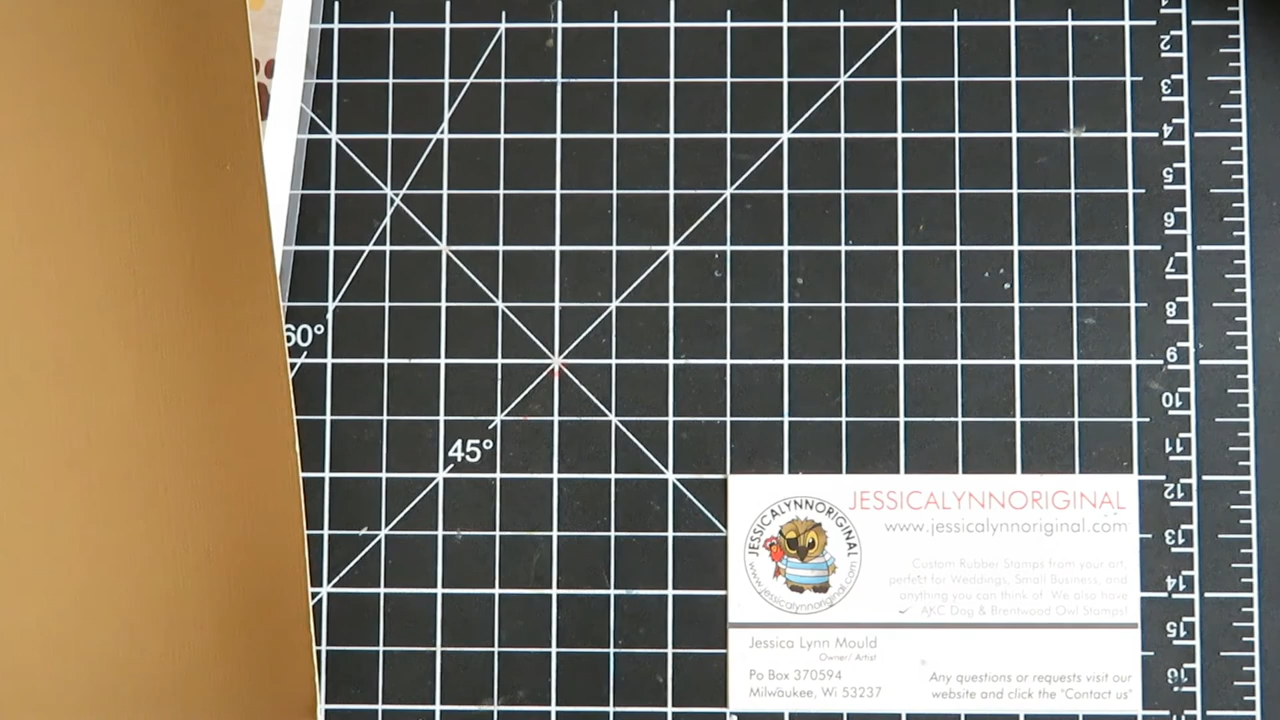 60°
45°
2
3
4
5
6
7
8
9
10
11
12
13
14
15
16
JESSICALYNNORIGINAL
www.jessicalynnoriginal.com
JESSICALYNNORIGINAL
www.jessicalynnoriginal.com
Custom Rubber Stamps from your art,
perfect for Weddings, Small Business, and
anything you can think of. We also have
AKC Dog & Brentwood Owl Stamps!
Jessica Lynn Mould
Owner/ Artist
Po Box 370594
Milwaukee, Wi 53237
Any questions or requests visit our
website and click the "Contact us"